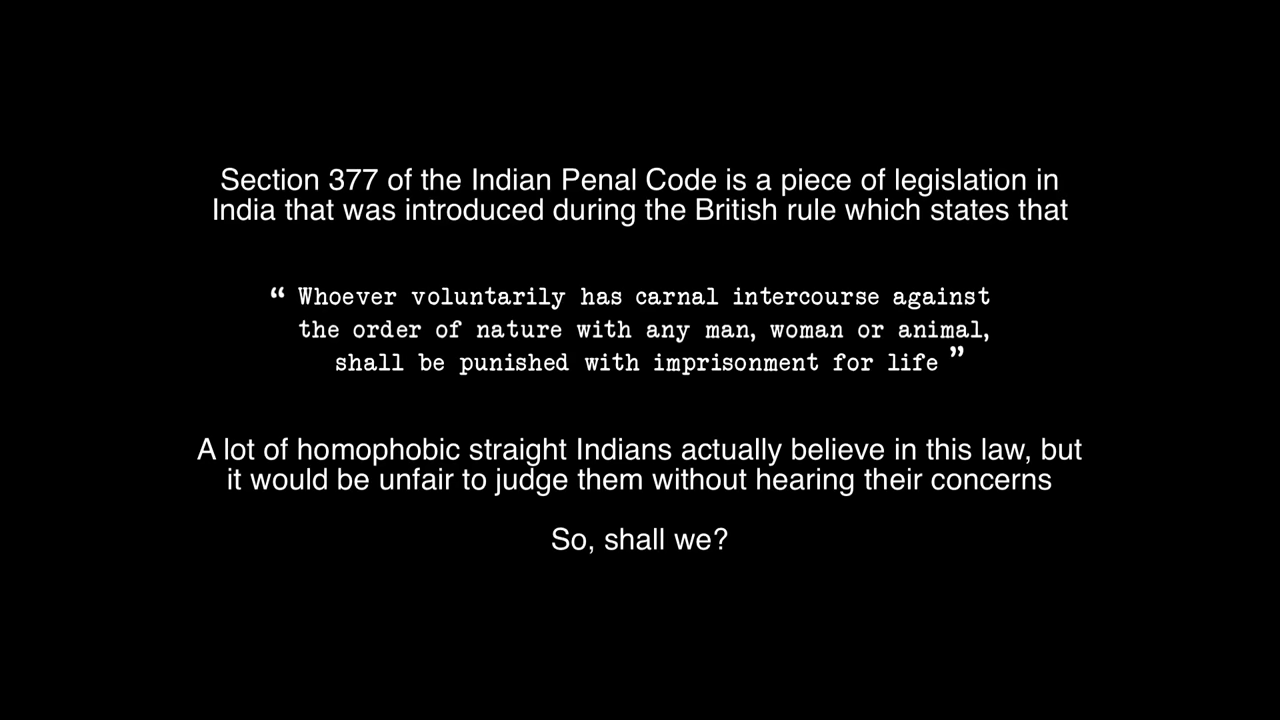 Section 377 of the Indian Penal Code is a piece of legislation in
India that was introduced during the British rule which states that
“ Whoever voluntarily has carnal intercourse against
the order of nature with any man, woman or animal,
shall be punished with imprisonment for life ”
A lot of homophobic straight Indians actually believe in this law, but
it would be unfair to judge them without hearing their concerns
So, shall we?